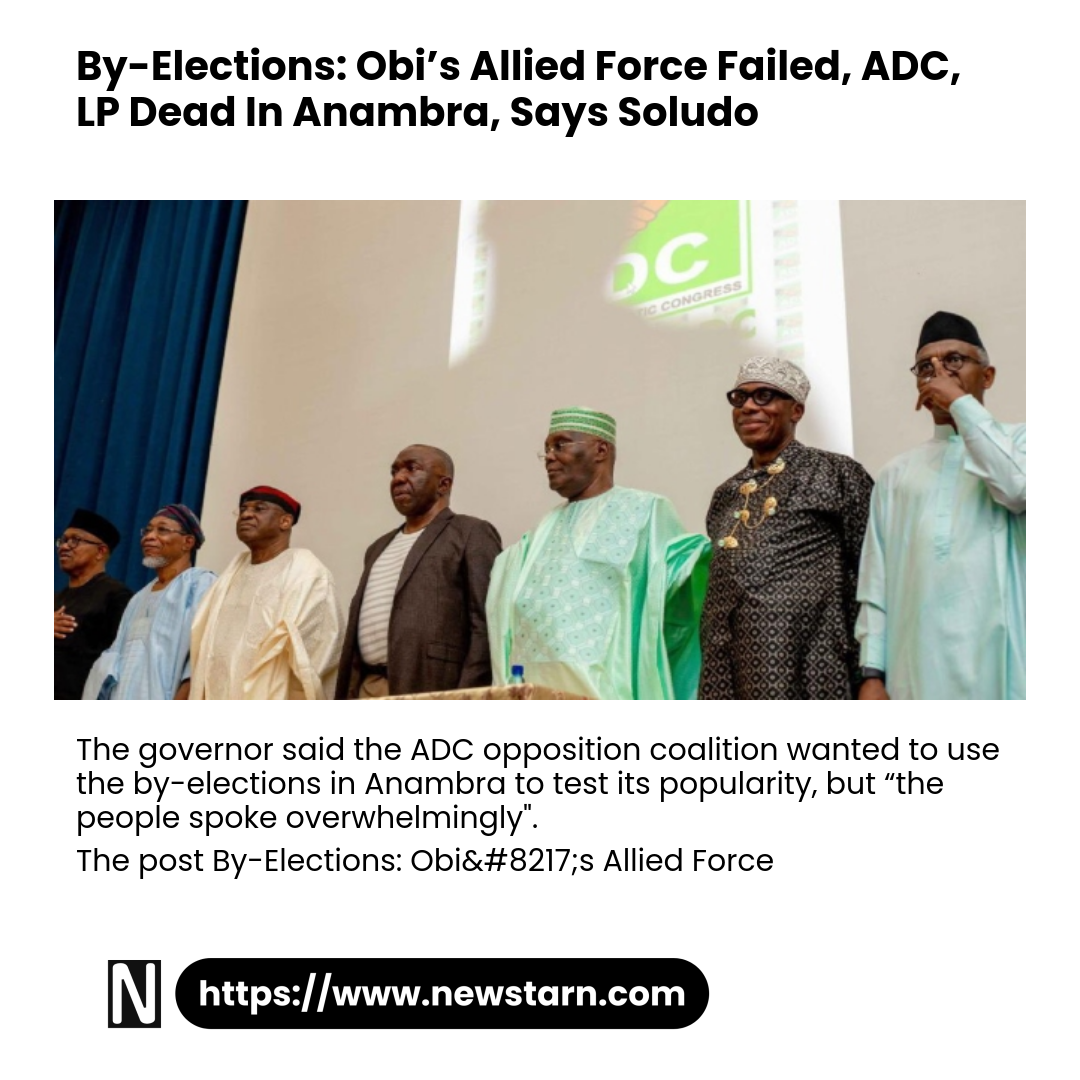 By-Elections: Obi’s Allied Force Failed, ADC,
LP Dead In Anambra, Says Soludo
DC
TIC CONGRESS
The governor said the ADC opposition coalition wanted to use
the by-elections in Anambra to test its popularity, but “the
people spoke overwhelmingly".
The post By-Elections: Obi&#8217;s Allied Force
N
https://www.newstarn.com